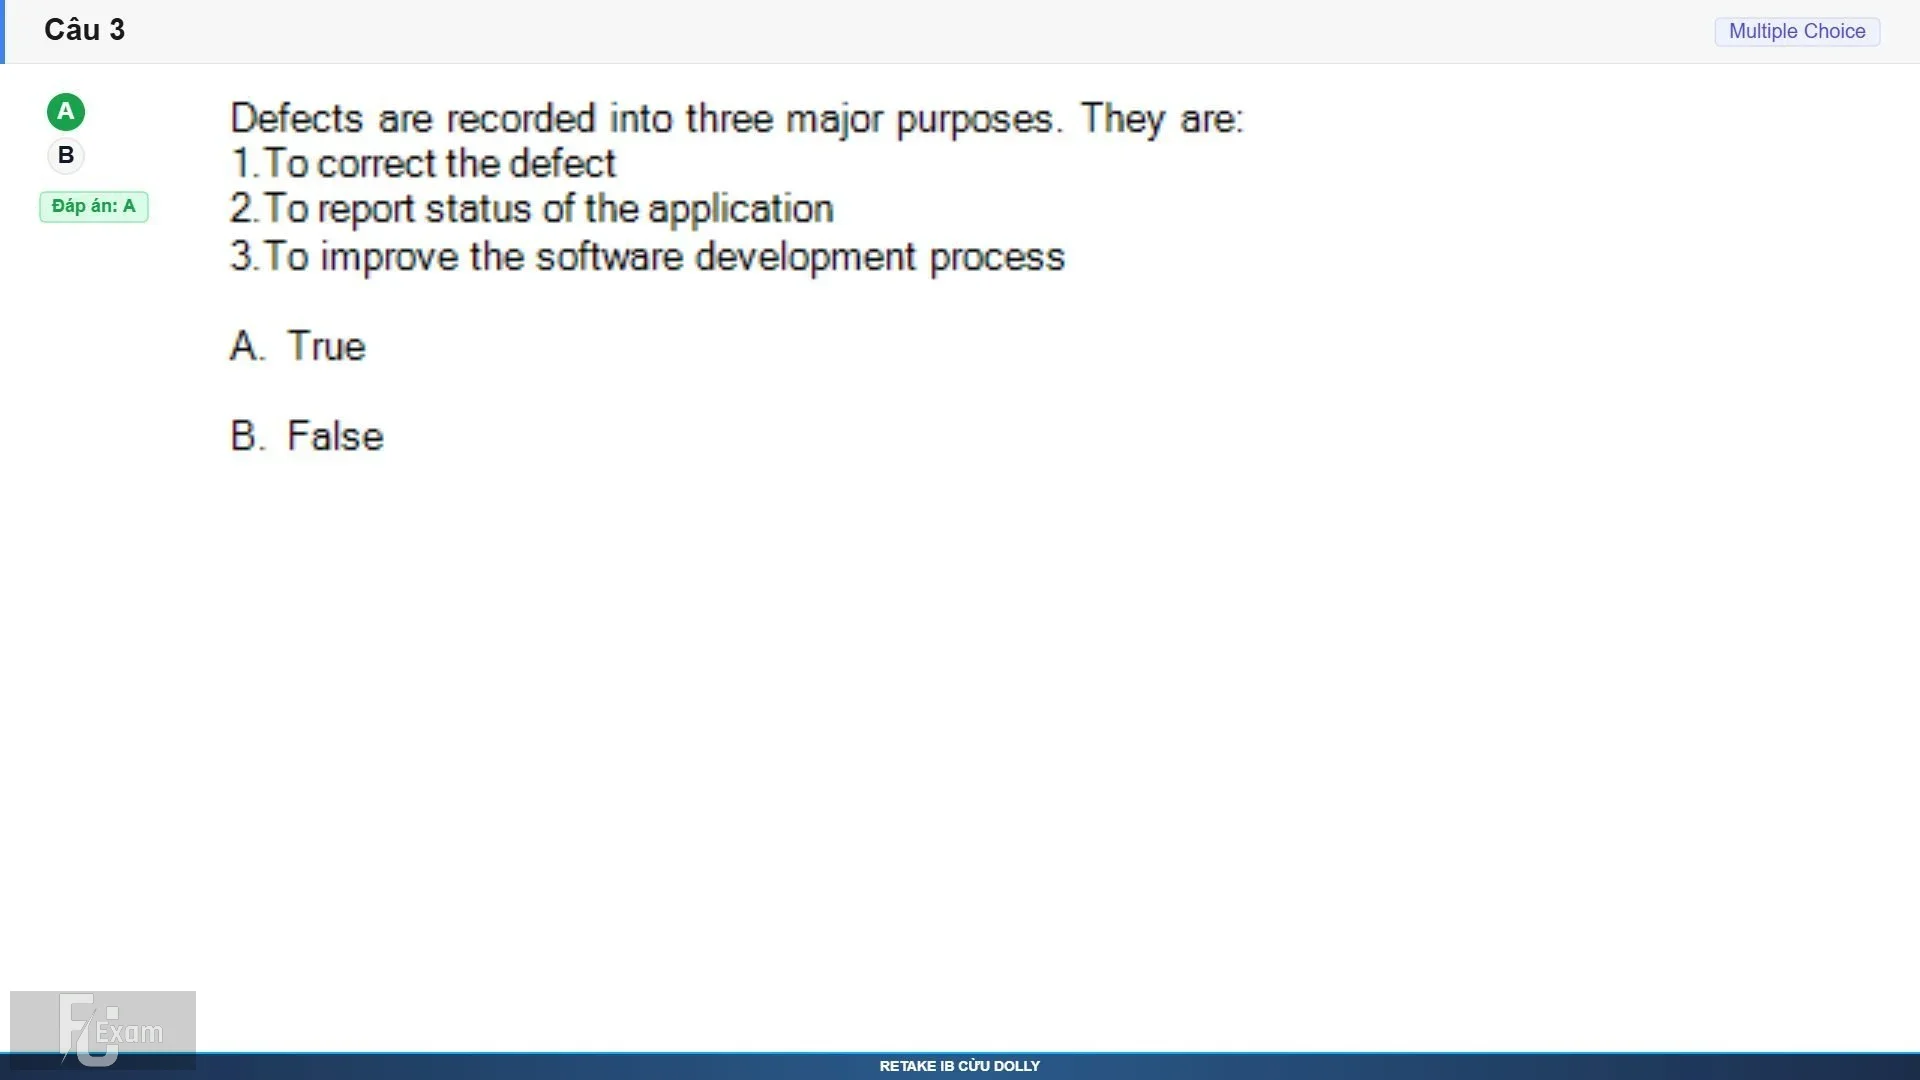 Câu 3
Multiple Choice
A
B
Đáp án: A
Defects are recorded into three major purposes. They are:
1.To correct the defect
2.To report status of the application
3.To improve the software development process
A. True
B. False
FU Exam
RETAKE IB CỪU DOLLY